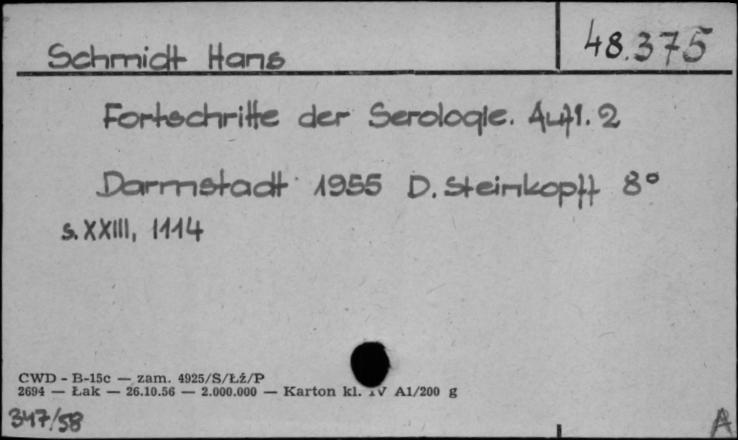 Schmidt Hans 48.375
Fortschritte der Serologie. Aufl. 2
Darmstadt 1955 D. Steinkopff 8°
s. XXIII, 1114
CWD - B-15c — zam. 4925/S/Łż/P
2694 — Łak — 26.10.56 — 2.000.000 — Karton kl. IV A1/200 g
347/58 A